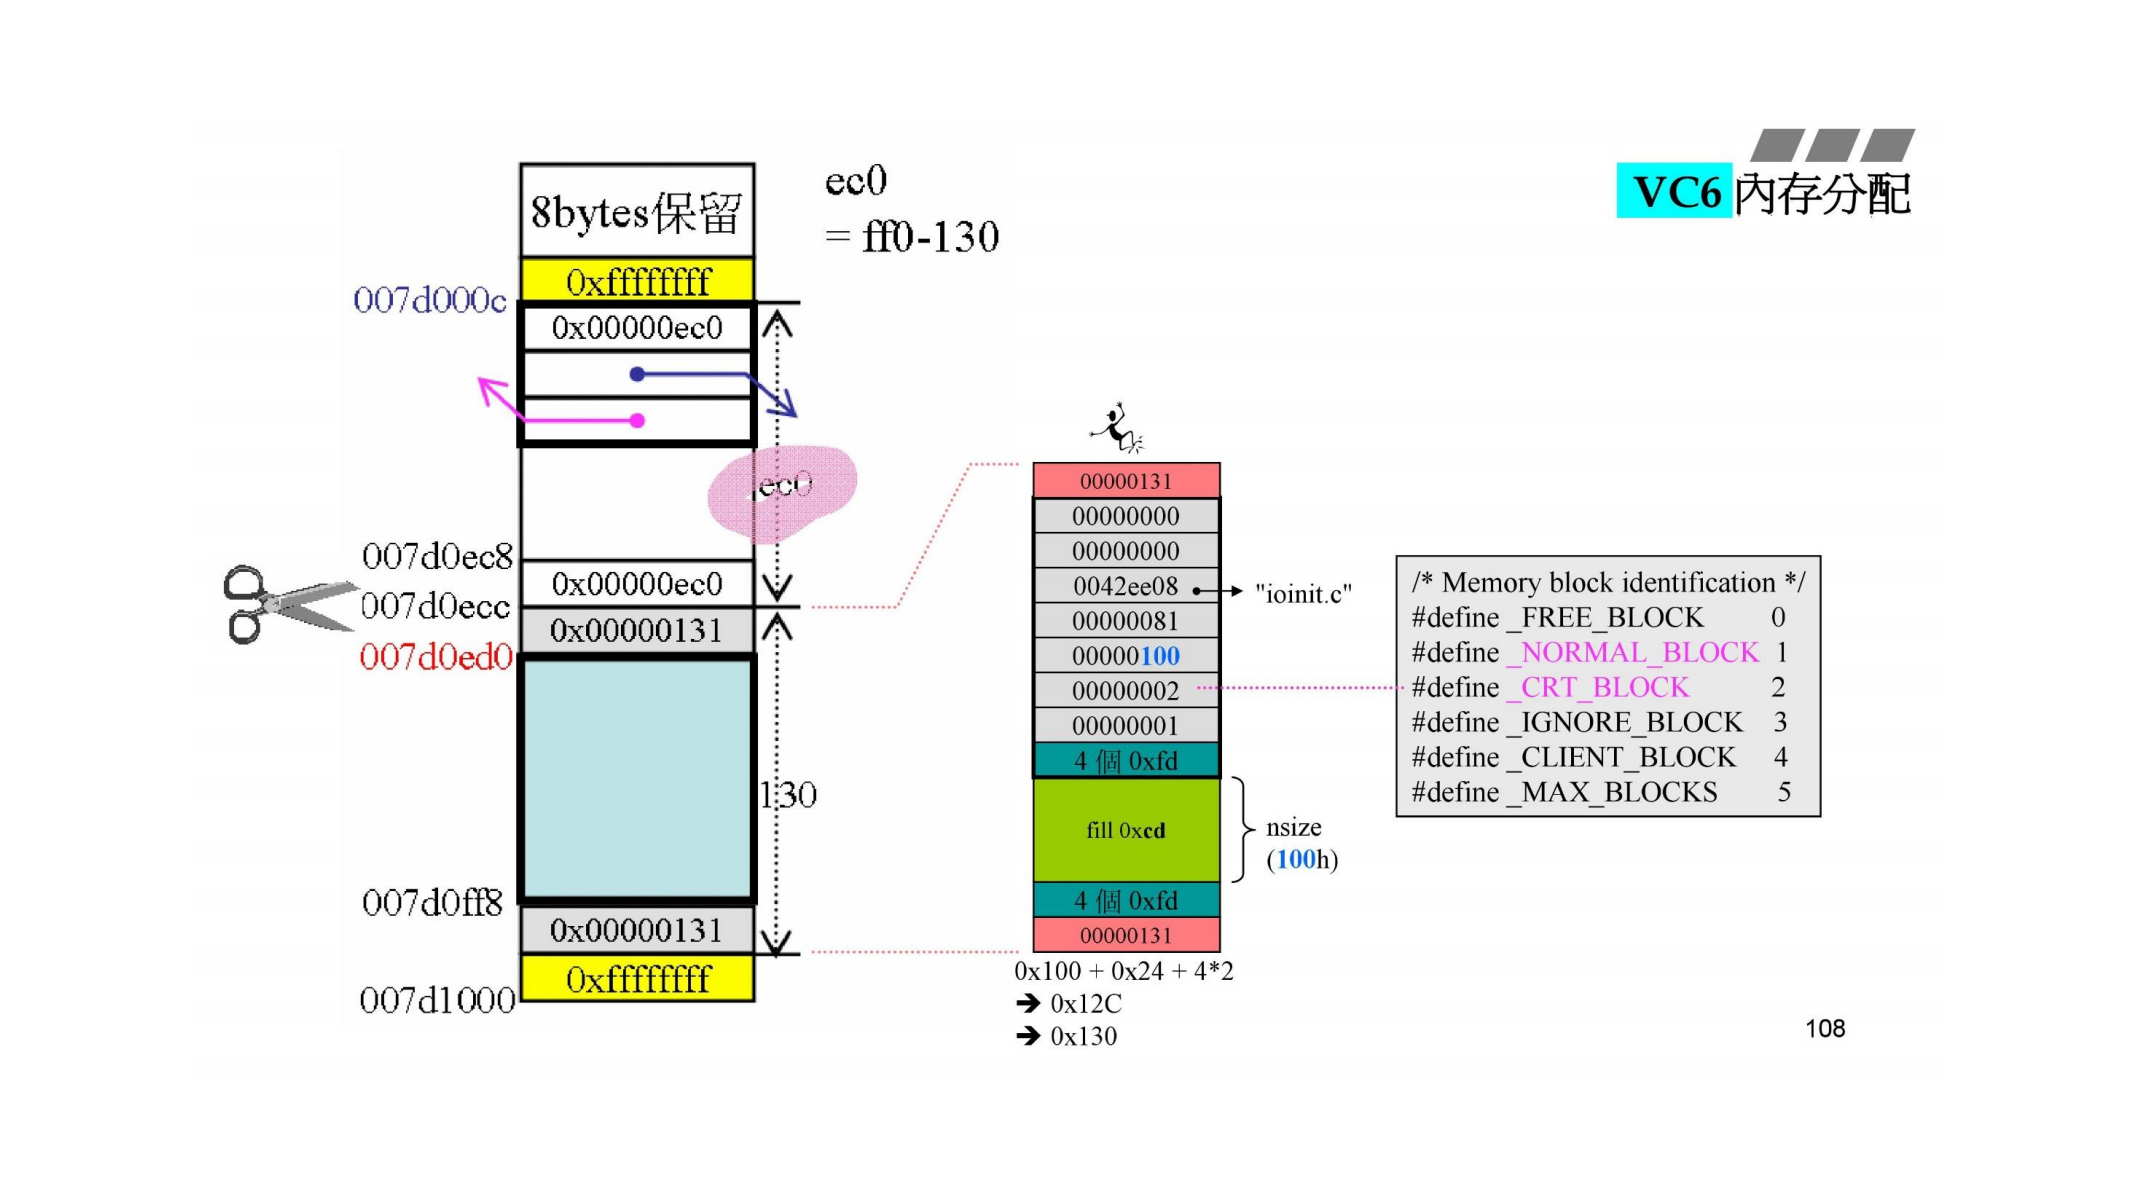 VC6 內存分配
ec0
= ff0-130
8bytes保留
0xffffffff
007d000c
0x00000ec0
ec0
007d0ec8
0x00000ec0
007d0ecc
0x00000131
007d0ed0
130
007d0ff8
0x00000131
0xffffffff
007d1000
00000131
00000000
00000000
0042ee08
"ioinit.c"
00000081
00000100
00000002
00000001
4 個 0xfd
fill 0xcd
nsize
(100h)
4 個 0xfd
00000131
0x100 + 0x24 + 4*2
➔ 0x12C
➔ 0x130
/* Memory block identification */
#define _FREE_BLOCK 0
#define _NORMAL_BLOCK 1
#define _CRT_BLOCK 2
#define _IGNORE_BLOCK 3
#define _CLIENT_BLOCK 4
#define _MAX_BLOCKS 5
108